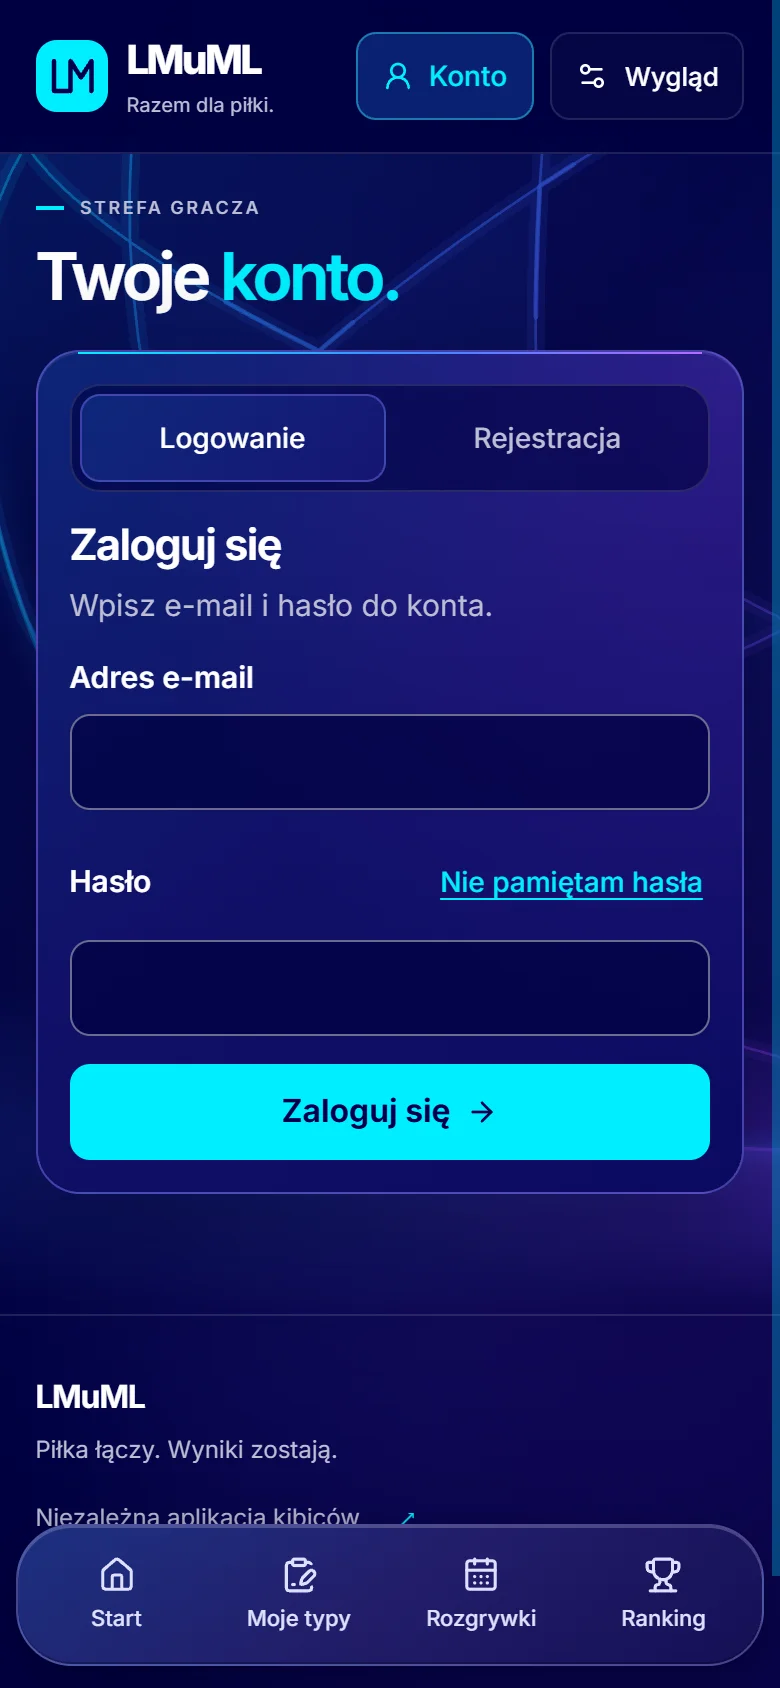 LM
LMuML
Razem dla piłki.
Konto
Wygląd
STREFA GRACZA
Twoje konto.
Logowanie
Rejestracja
Zaloguj się
Wpisz e-mail i hasło do konta.
Adres e-mail
Hasło
Nie pamiętam hasła
Zaloguj się →
LMuML
Piłka łączy. Wyniki zostają.
Niezależna aplikacja kibiców ↗
Start
Moje typy
Rozgrywki
Ranking